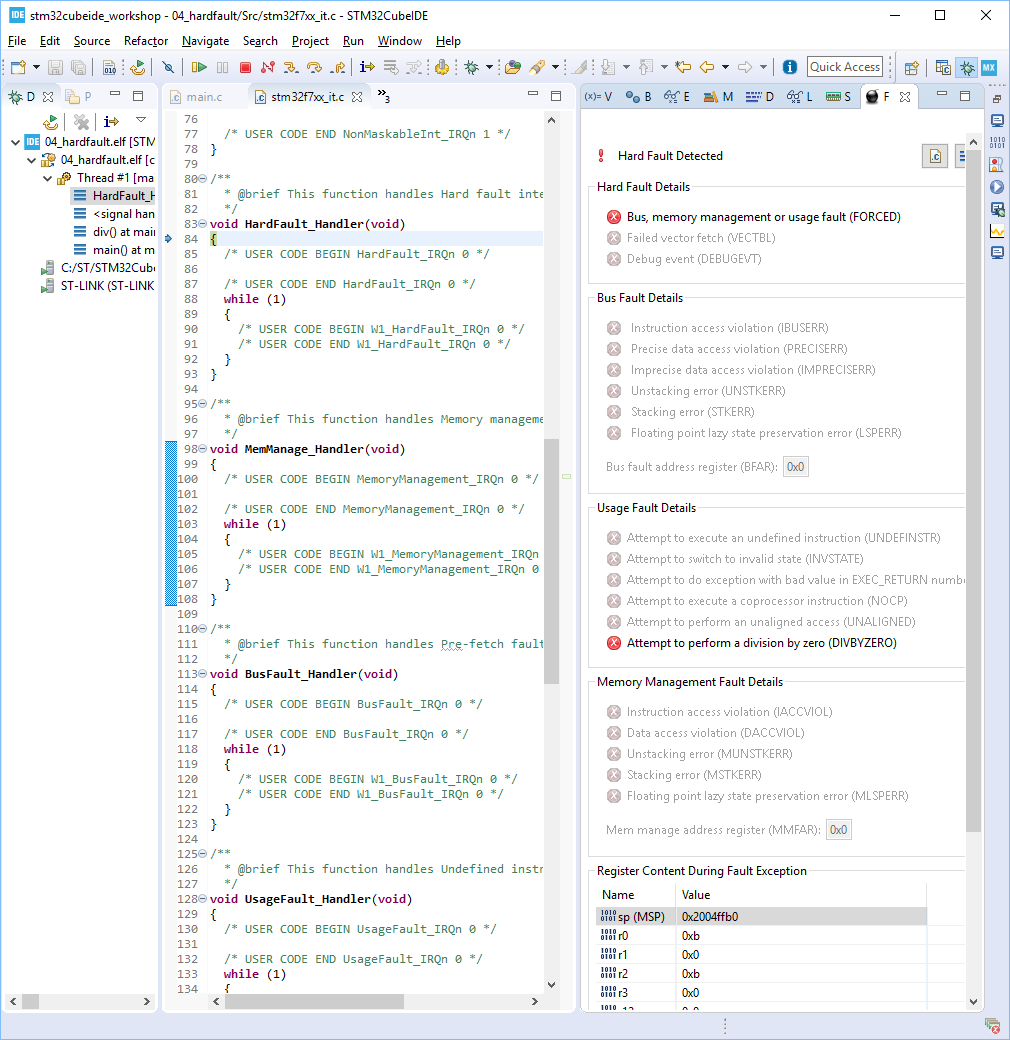 stm32cubeide_workshop - 04_hardfault/Src/stm32f7xx_it.c - STM32CubeIDE
File Edit Source Refactor Navigate Search Project Run Window Help
Quick Access
D P
main.c stm32f7xx_it.c 3
(x)= V B E M D L S F
04_hardfault.elf [STM
04_hardfault.elf [c
Thread #1 [ma
HardFault_H
<signal han
div() at mai
main() at m
C:/ST/STM32Cube
ST-LINK (ST-LINK
76
77 /* USER CODE END NonMaskableInt_IRQn 1 */
78 }
79
80 /**
81 * @brief This function handles Hard fault inte
82 */
83 void HardFault_Handler(void)
84 {
85 /* USER CODE BEGIN HardFault_IRQn 0 */
86
87 /* USER CODE END HardFault_IRQn 0 */
88 while (1)
89 {
90 /* USER CODE BEGIN W1_HardFault_IRQn 0 */
91 /* USER CODE END W1_HardFault_IRQn 0 */
92 }
93 }
94
95 /**
96 * @brief This function handles Memory manageme
97 */
98 void MemManage_Handler(void)
99 {
100 /* USER CODE BEGIN MemoryManagement_IRQn 0 */
101
102 /* USER CODE END MemoryManagement_IRQn 0 */
103 while (1)
104 {
105 /* USER CODE BEGIN W1_MemoryManagement_IRQn
106 /* USER CODE END W1_MemoryManagement_IRQn 0
107 }
108 }
109
110 /**
111 * @brief This function handles Pre-fetch fault
112 */
113 void BusFault_Handler(void)
114 {
115 /* USER CODE BEGIN BusFault_IRQn 0 */
116
117 /* USER CODE END BusFault_IRQn 0 */
118 while (1)
119 {
120 /* USER CODE BEGIN W1_BusFault_IRQn 0 */
121 /* USER CODE END W1_BusFault_IRQn 0 */
122 }
123 }
124
125 /**
126 * @brief This function handles Undefined instr
127 */
128 void UsageFault_Handler(void)
129 {
130 /* USER CODE BEGIN UsageFault_IRQn 0 */
131
132 /* USER CODE END UsageFault_IRQn 0 */
133 while (1)
134 {
Hard Fault Detected
Hard Fault Details
Bus, memory management or usage fault (FORCED)
Failed vector fetch (VECTBL)
Debug event (DEBUGEVT)
Bus Fault Details
Instruction access violation (IBUSERR)
Precise data access violation (PRECISERR)
Imprecise data access violation (IMPRECISERR)
Unstacking error (UNSTKERR)
Stacking error (STKERR)
Floating point lazy state preservation error (LSPERR)
Bus fault address register (BFAR): 0x0
Usage Fault Details
Attempt to execute an undefined instruction (UNDEFINSTR)
Attempt to switch to invalid state (INVSTATE)
Attempt to do exception with bad value in EXEC_RETURN numbe
Attempt to execute a coprocessor instruction (NOCP)
Attempt to perform an unaligned access (UNALIGNED)
Attempt to perform a division by zero (DIVBYZERO)
Memory Management Fault Details
Instruction access violation (IACCVIOL)
Data access violation (DACCVIOL)
Unstacking error (MUNSTKERR)
Stacking error (MSTKERR)
Floating point lazy state preservation error (MLSPERR)
Mem manage address register (MMFAR): 0x0
Register Content During Fault Exception
Name Value
sp (MSP) 0x2004ffb0
r0 0xb
r1 0x0
r2 0xb
r3 0x0